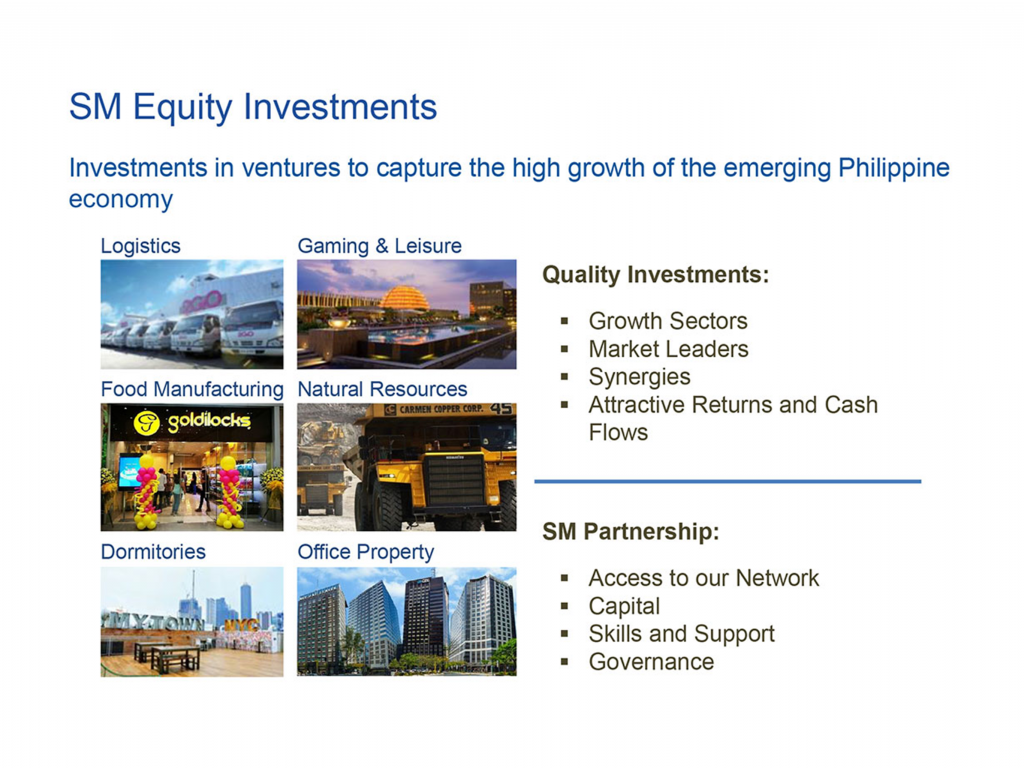 SM Equity Investments
Investments in ventures to capture the high growth of the emerging Philippine
economy
Logistics
Gaming & Leisure
2GO
Food Manufacturing
Natural Resources
goldilocks
CARMEN COPPER CORP. 45
KOMATSU
Dormitories
Office Property
MYTOWN NYC
Quality Investments:
▪ Growth Sectors
▪ Market Leaders
▪ Synergies
▪ Attractive Returns and Cash
Flows
SM Partnership:
▪ Access to our Network
▪ Capital
▪ Skills and Support
▪ Governance